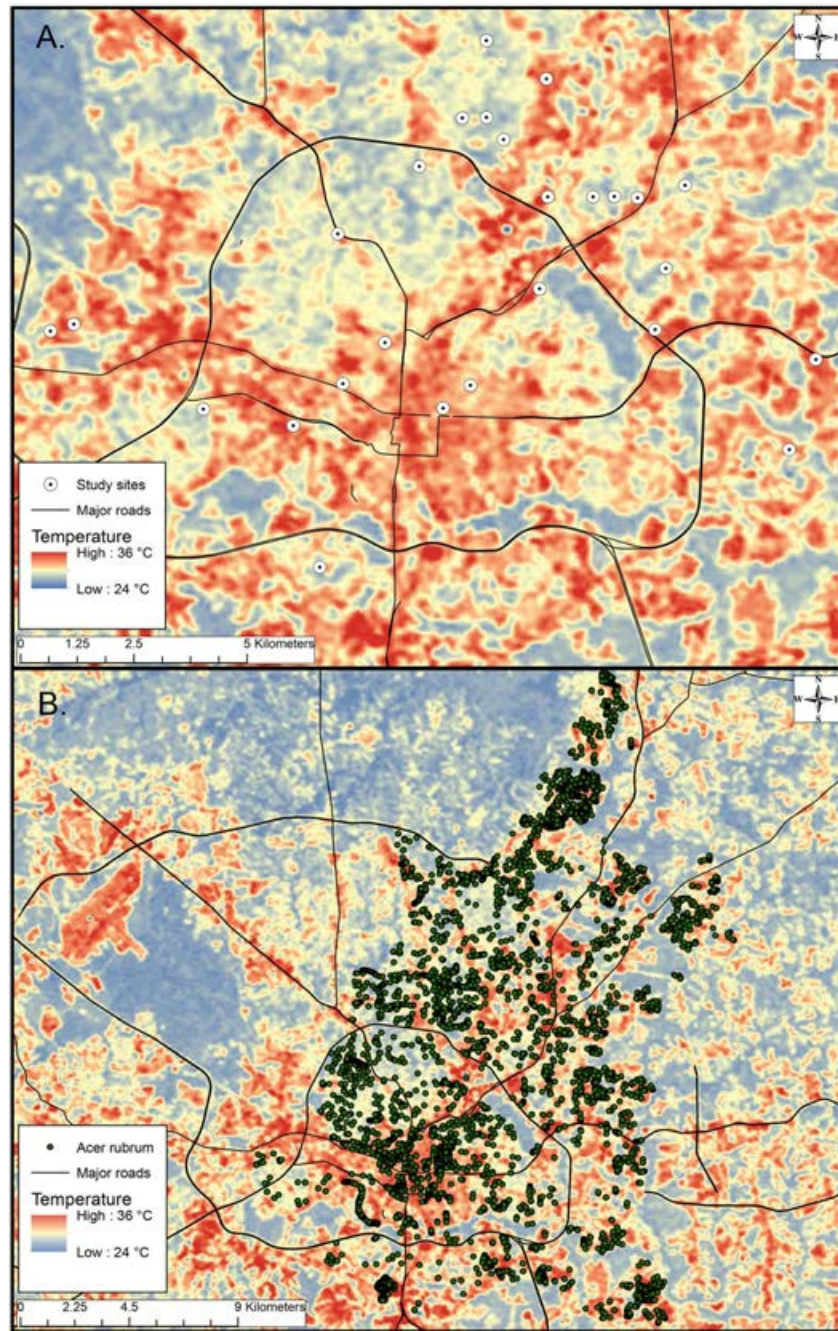 A.
N
W E
S
Study sites
Major roads
Temperature
High : 36 °C
Low : 24 °C
0 1.25 2.5 5 Kilometers
B.
N
W E
S
Acer rubrum
Major roads
Temperature
High : 36 °C
Low : 24 °C
0 2.25 4.5 9 Kilometers